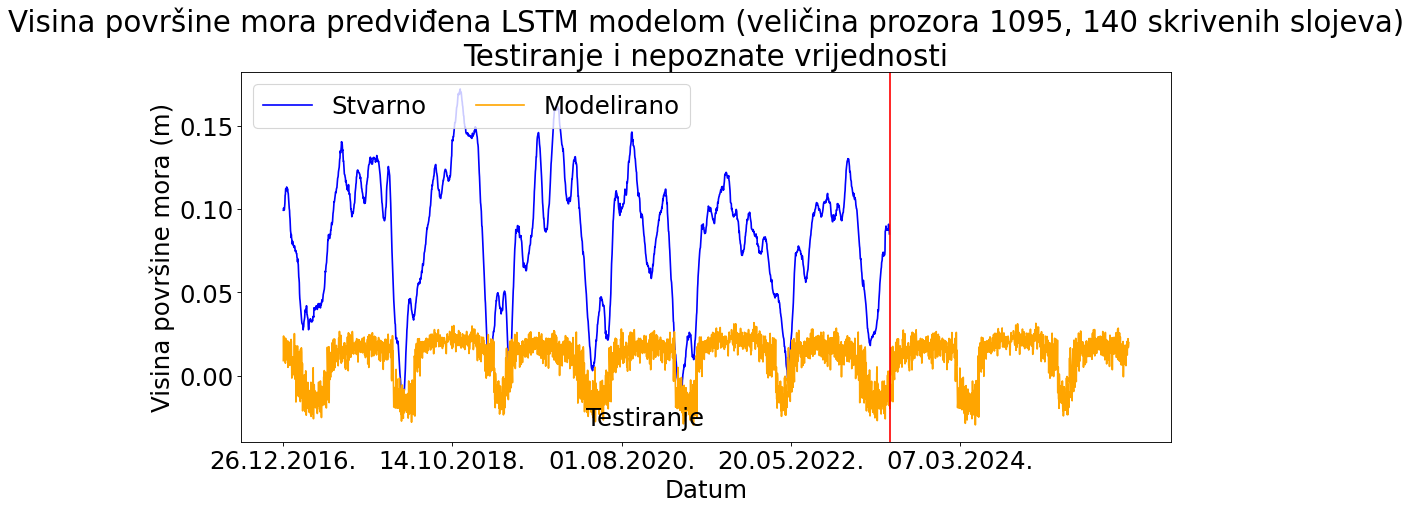 Visina površine mora predviđena LSTM modelom (veličina prozora 1095, 140 skrivenih slojeva)
Testiranje i nepoznate vrijednosti
Stvarno
Modelirano
Visina površine mora (m)
0.15
0.10
0.05
0.00
Testiranje
26.12.2016.
14.10.2018.
01.08.2020.
20.05.2022.
07.03.2024.
Datum